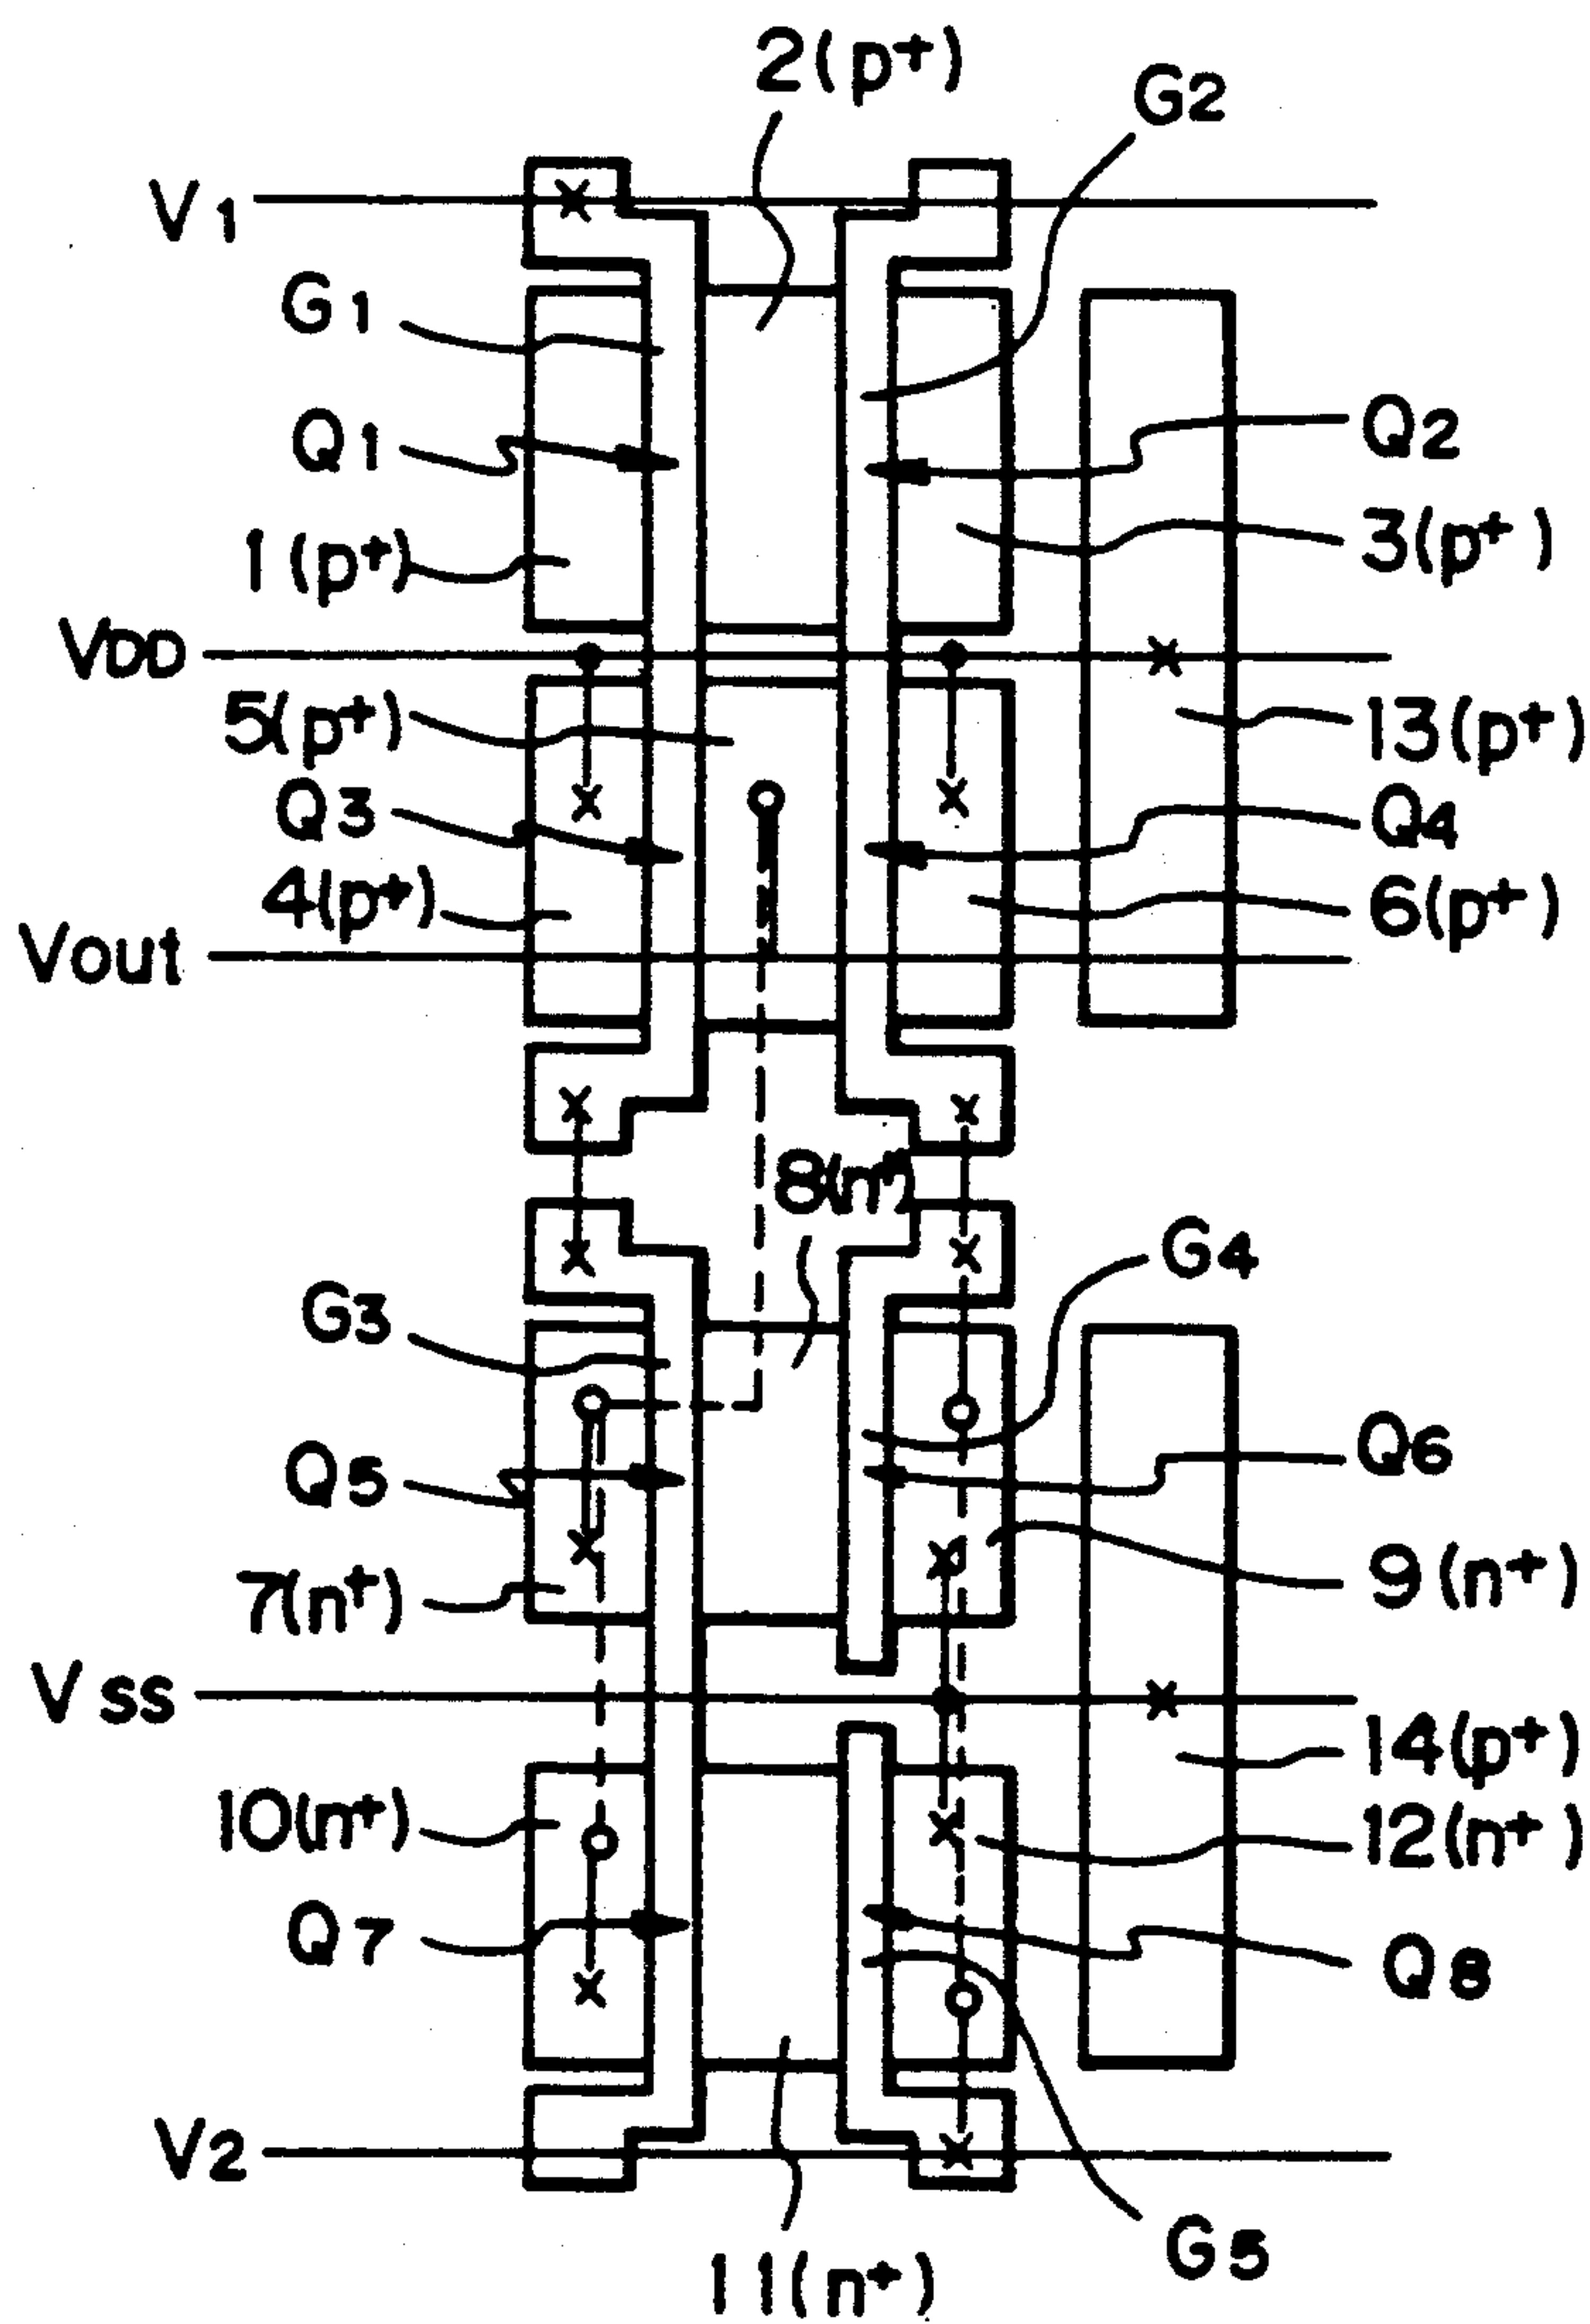 2(p+)
G2
V1
G1
Q1
Q2
1(p+)
3(p+)
VDD
5(p+)
13(p+)
Q3
Q4
4(p+)
6(p+)
Vout
8(n+)
G4
G3
Q6
Q5
9(n+)
7(n+)
Vss
14(p+)
10(n+)
12(n+)
Q7
Q8
V2
G5
11(n+)